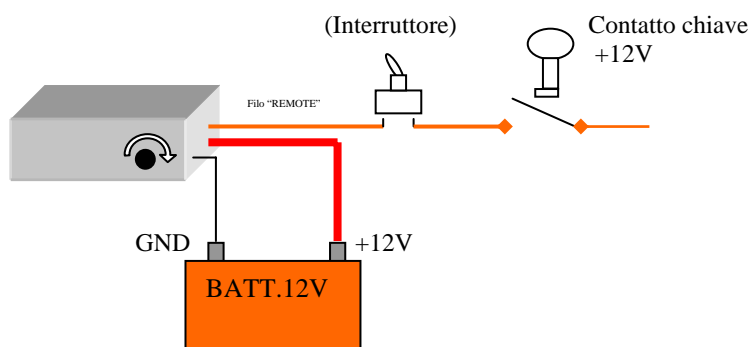 (Interruttore)
Contatto chiave
+12V
Filo “REMOTE”
GND
+12V
BATT.12V